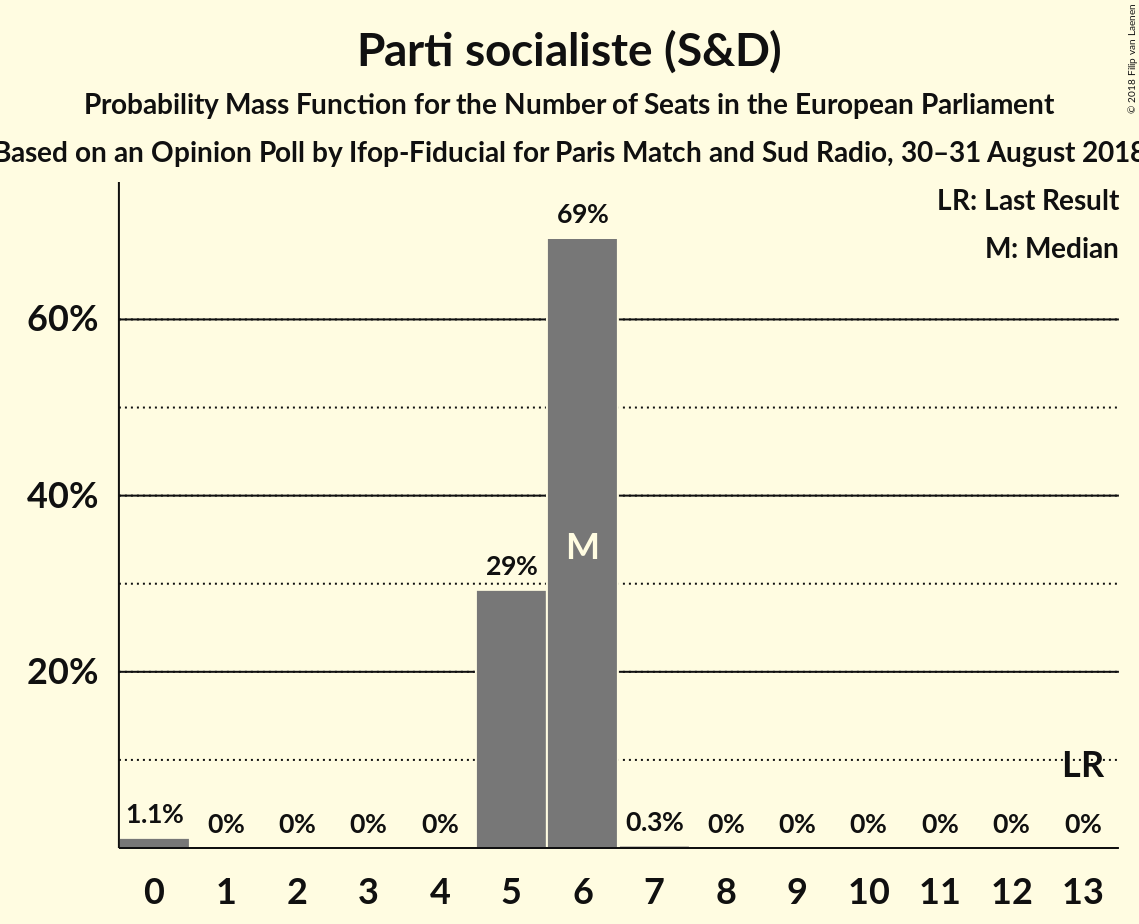 © 2018 Filip van Laenen
Parti socialiste (S&D)
Probability Mass Function for the Number of Seats in the European Parliament
Based on an Opinion Poll by Ifop-Fiducial for Paris Match and Sud Radio, 30–31 August 2018
LR: Last Result
M: Median
69%
60%
40%
M
29%
20%
LR
1.1% 0% 0% 0% 0% 0.3% 0% 0% 0% 0% 0% 0%
0 1 2 3 4 5 6 7 8 9 10 11 12 13